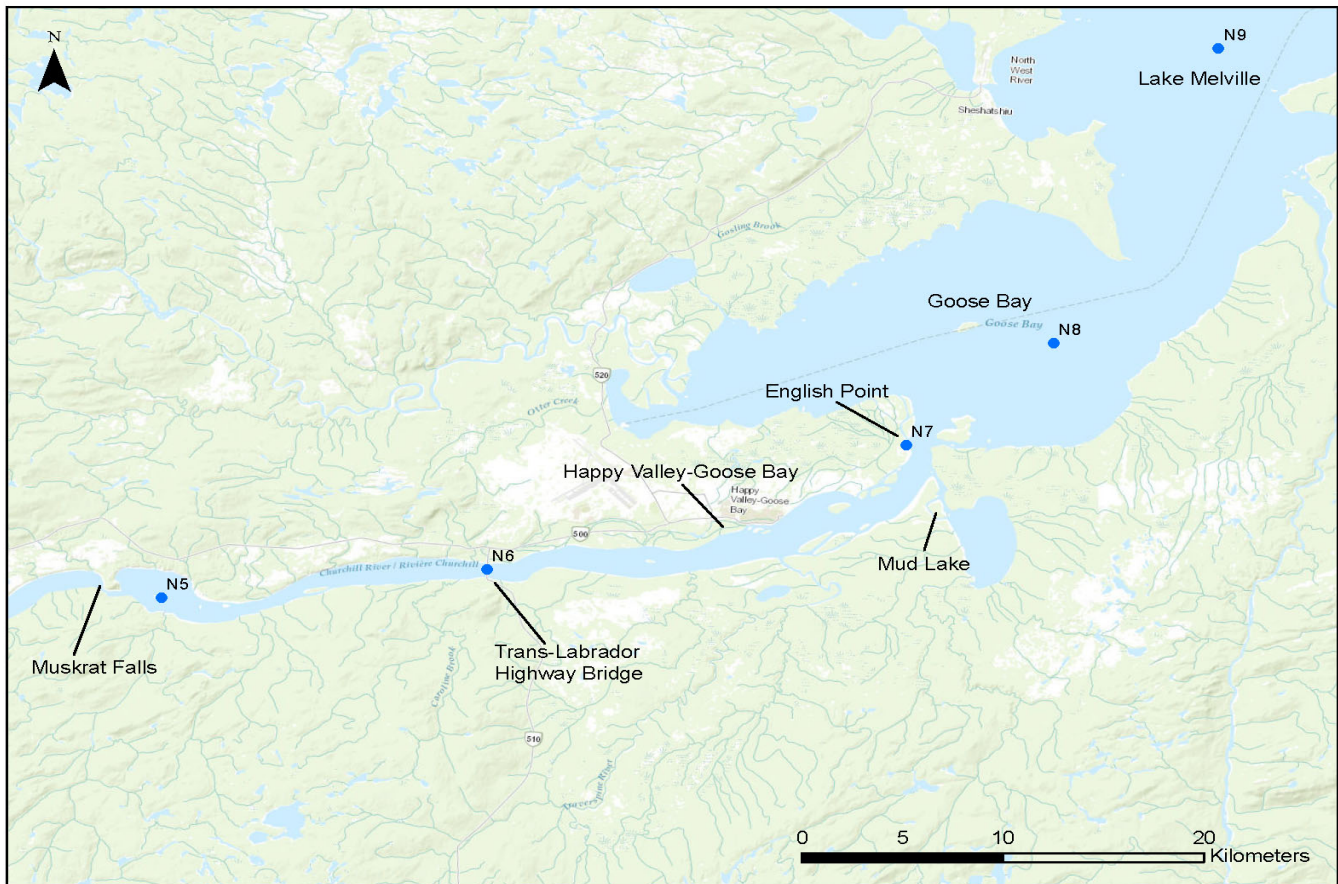 N
N9
Lake Melville
North
West
River
Sheshatshiu
Gosling Brook
Goose Bay
Goose Bay
N8
520
English Point
Otter Creek
N7
Happy Valley-Goose Bay
Happy
Valley-Goose
Bay
500
Mud Lake
Churchill River / Rivière Churchill
N6
N5
Muskrat Falls
Trans-Labrador
Highway Bridge
Caroline Brook
510
0 5 10 20
Kilometers